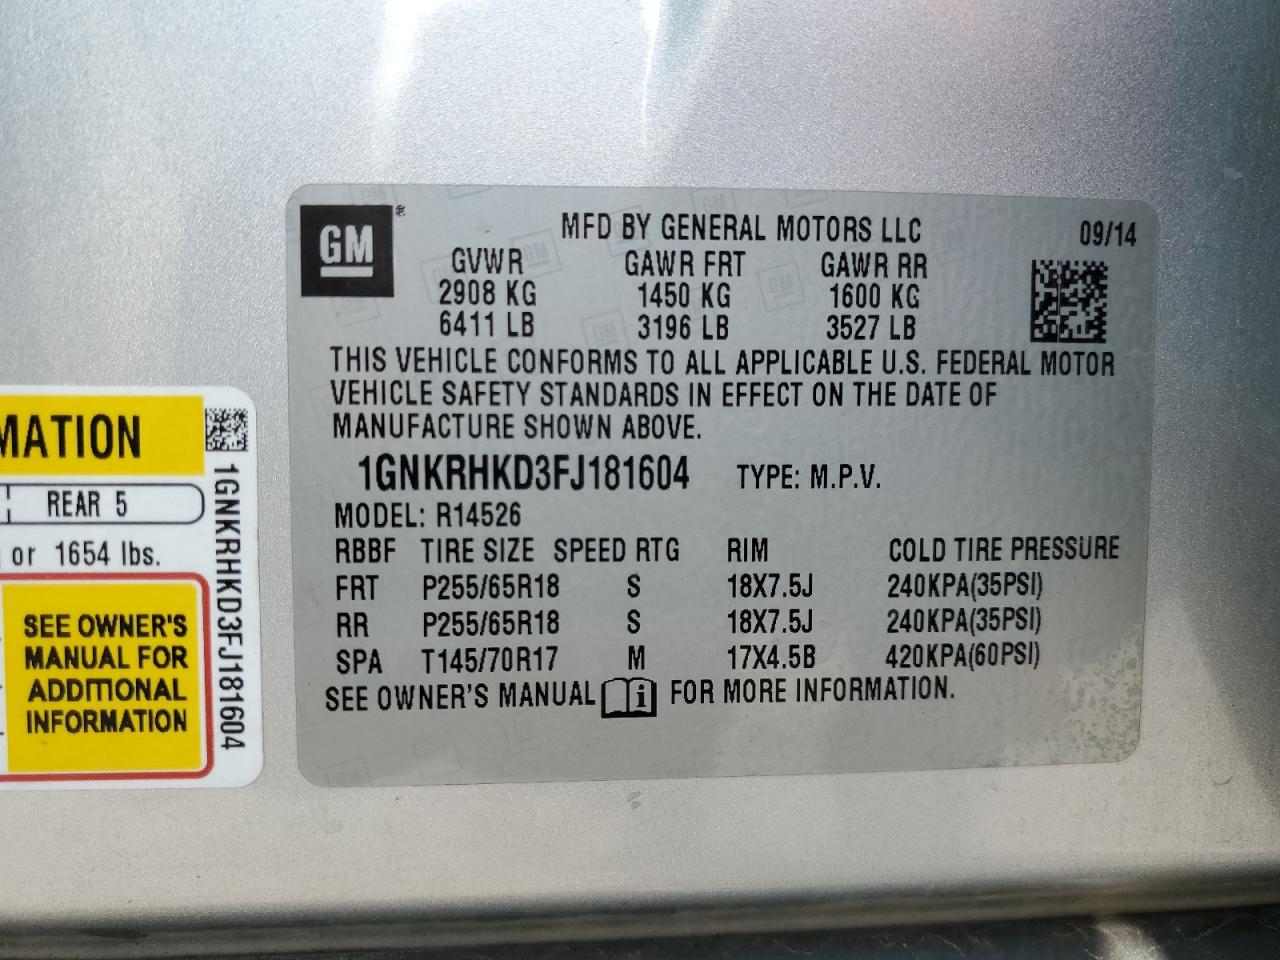 GM
MFD BY GENERAL MOTORS LLC 09/14
GVWR GAWR FRT GAWR RR
2908 KG 1450 KG 1600 KG
6411 LB 3196 LB 3527 LB
THIS VEHICLE CONFORMS TO ALL APPLICABLE U.S. FEDERAL MOTOR
VEHICLE SAFETY STANDARDS IN EFFECT ON THE DATE OF
MANUFACTURE SHOWN ABOVE.
1GNKRHKD3FJ181604 TYPE: M.P.V.
MODEL: R14526
RBBF TIRE SIZE SPEED RTG RIM COLD TIRE PRESSURE
FRT P255/65R18 S 18X7.5J 240KPA(35PSI)
RR P255/65R18 S 18X7.5J 240KPA(35PSI)
SPA T145/70R17 M 17X4.5B 420KPA(60PSI)
SEE OWNER'S MANUAL i FOR MORE INFORMATION.
MATION
REAR 5
or 1654 lbs.
SEE OWNER'S
MANUAL FOR
ADDITIONAL
INFORMATION
1GNKRHKD3FJ181604